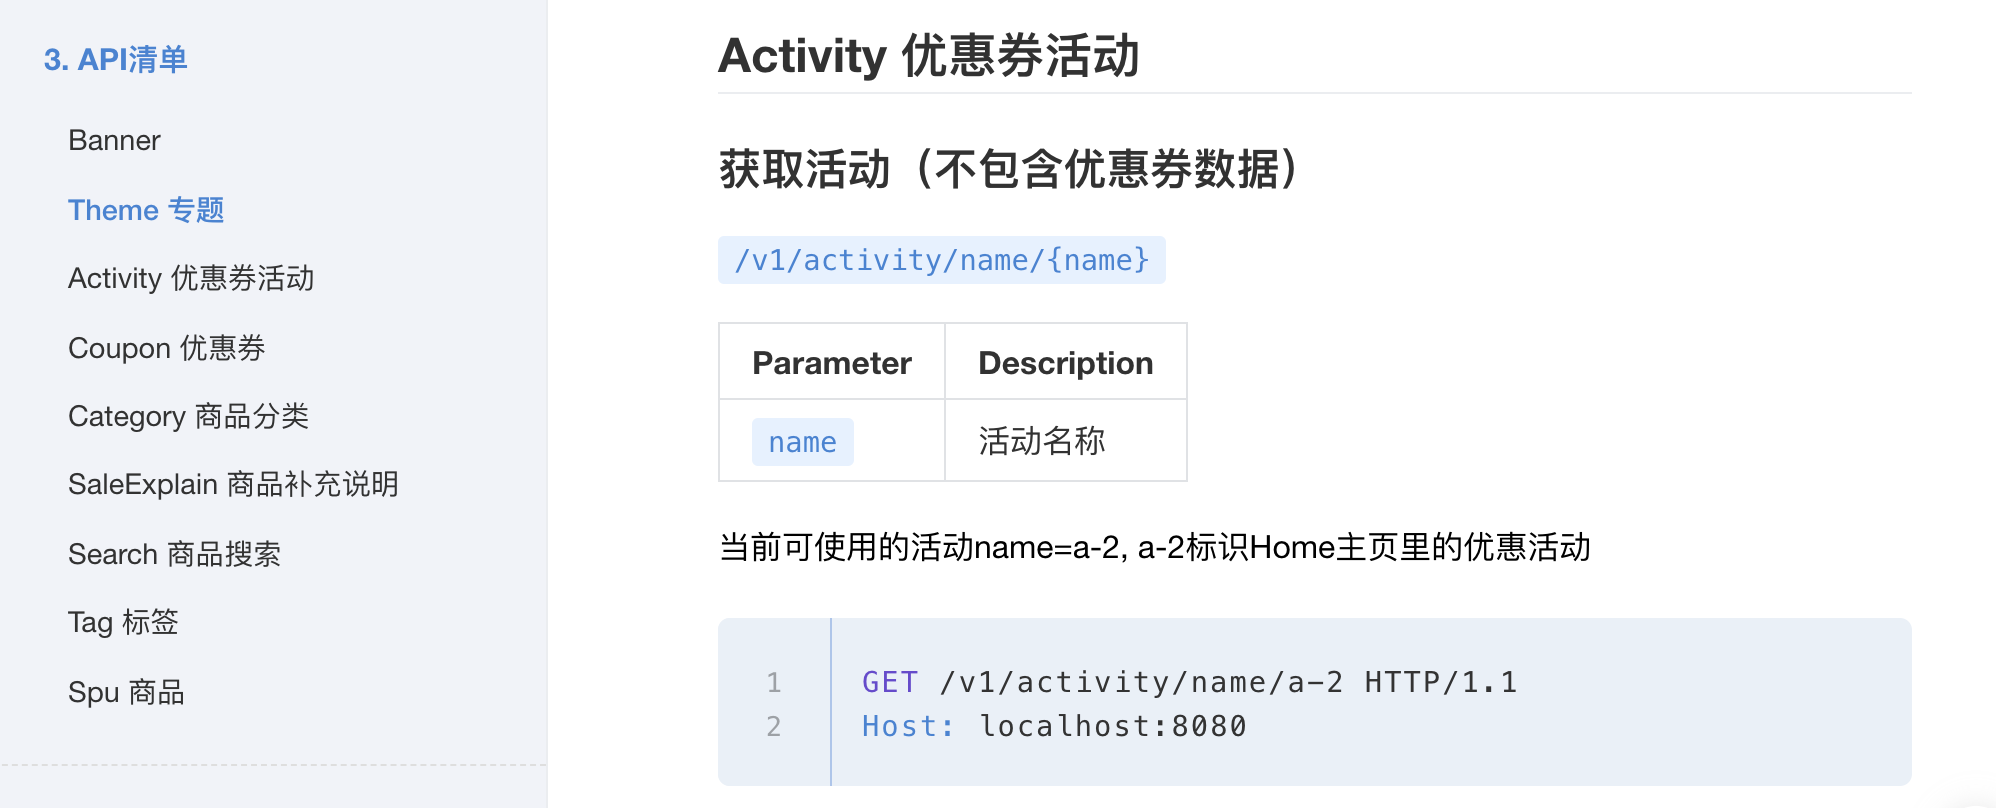 3. API清单
Banner
Theme 专题
Activity 优惠券活动
Coupon 优惠券
Category 商品分类
SaleExplain 商品补充说明
Search 商品搜索
Tag 标签
Spu 商品
Activity 优惠券活动
获取活动（不包含优惠券数据）
/v1/activity/name/{name}
Parameter Description
name 活动名称
当前可使用的活动name=a-2, a-2标识Home主页里的优惠活动
1 GET /v1/activity/name/a-2 HTTP/1.1
2 Host: localhost:8080